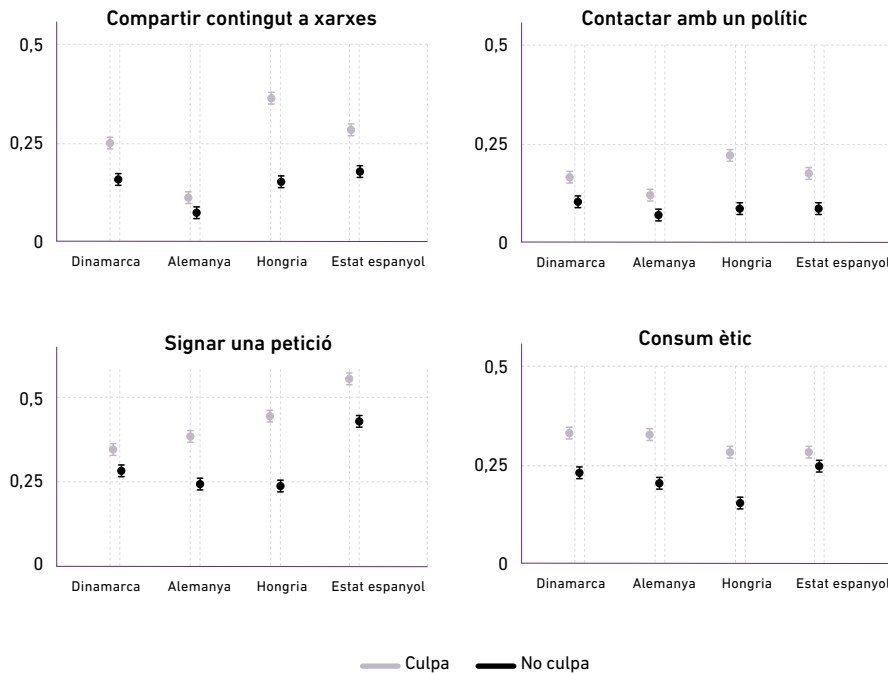 Compartir contingut a xarxes
0,5
0,25
0
Dinamarca Alemanya Hongria Estat espanyol
Contactar amb un polític
0,5
0,25
0
Dinamarca Alemanya Hongria Estat espanyol
Signar una petició
0,5
0,25
0
Dinamarca Alemanya Hongria Estat espanyol
Consum ètic
0,5
0,25
0
Dinamarca Alemanya Hongria Estat espanyol
Culpa No culpa